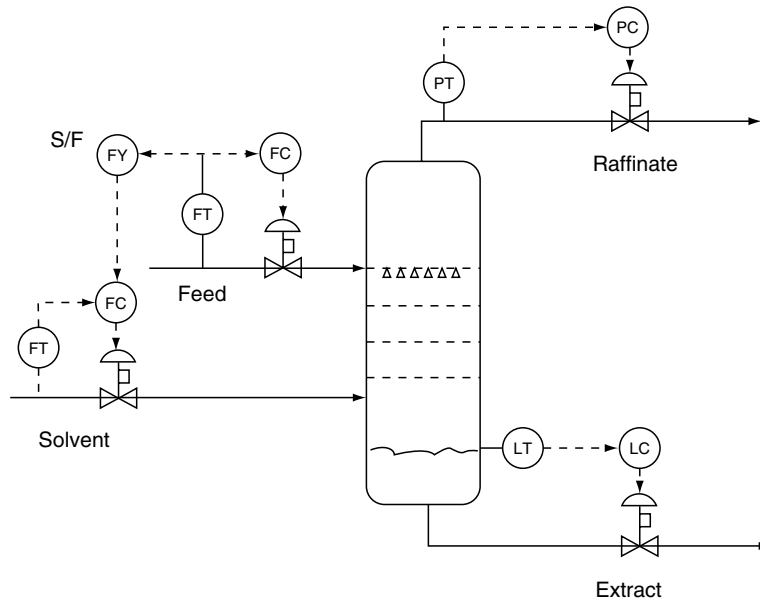 PC
PT
S/F
FY
FC
Raffinate
FT
Feed
FC
FT
Solvent
LT
LC
Extract